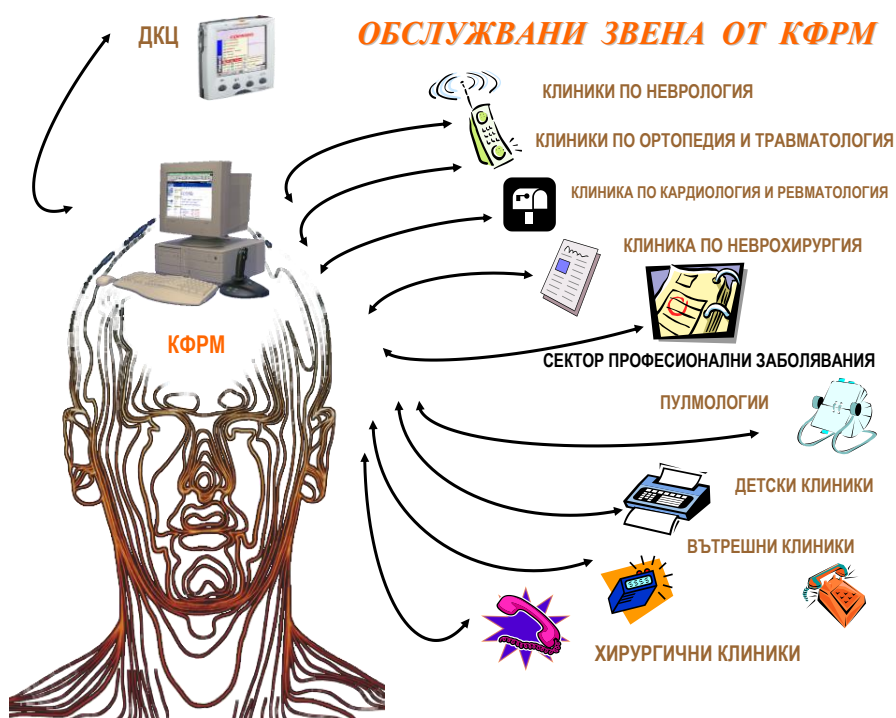 ДКЦ
ОБСЛУЖВАНИ ЗВЕНА ОТ КФРМ
КЛИНИКИ ПО НЕВРОЛОГИЯ
КЛИНИКИ ПО ОРТОПЕДИЯ И ТРАВМАТОЛОГИЯ
КЛИНИКА ПО КАРДИОЛОГИЯ И РЕВМАТОЛОГИЯ
КЛИНИКА ПО НЕВРОХИРУРГИЯ
КФРМ
СЕКТОР ПРОФЕСИОНАЛНИ ЗАБОЛЯВАНИЯ
ПУЛМОЛОГИИ
ДЕТСКИ КЛИНИКИ
ВЪТРЕШНИ КЛИНИКИ
ХИРУРГИЧНИ КЛИНИКИ